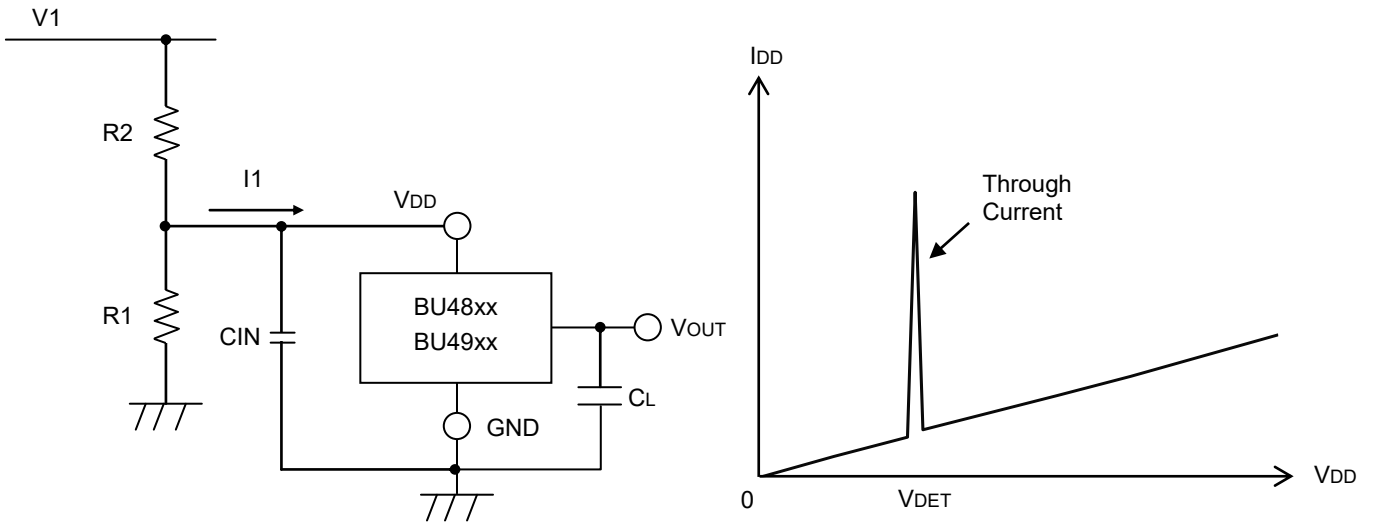 V1
R2
I1
VDD
R1
CIN
BU48xx
BU49xx
VOUT
CL
GND
IDD
Through
Current
0
VDET
VDD